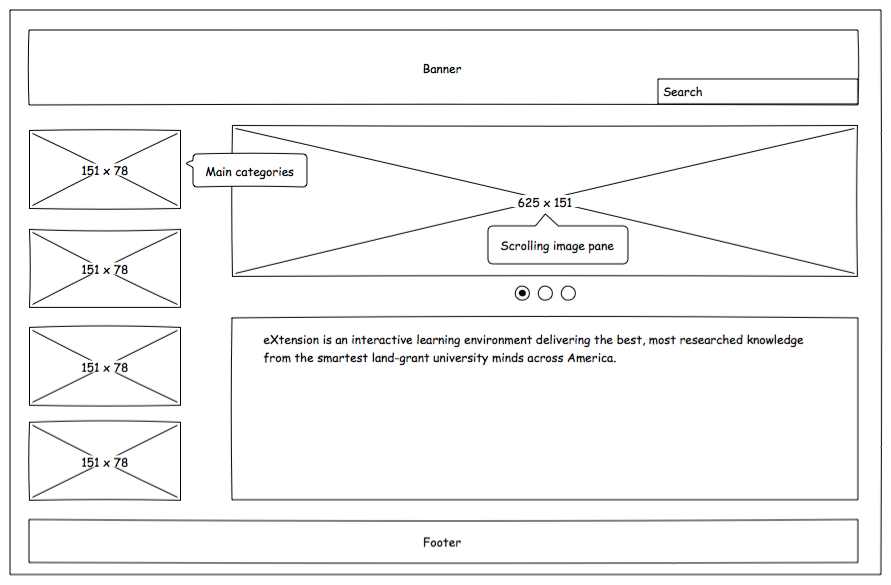 Banner
Search
151 x 78
Main categories
625 x 151
Scrolling image pane
151 x 78
eXtension is an interactive learning environment delivering the best, most researched knowledge
from the smartest land-grant university minds across America.
151 x 78
151 x 78
Footer